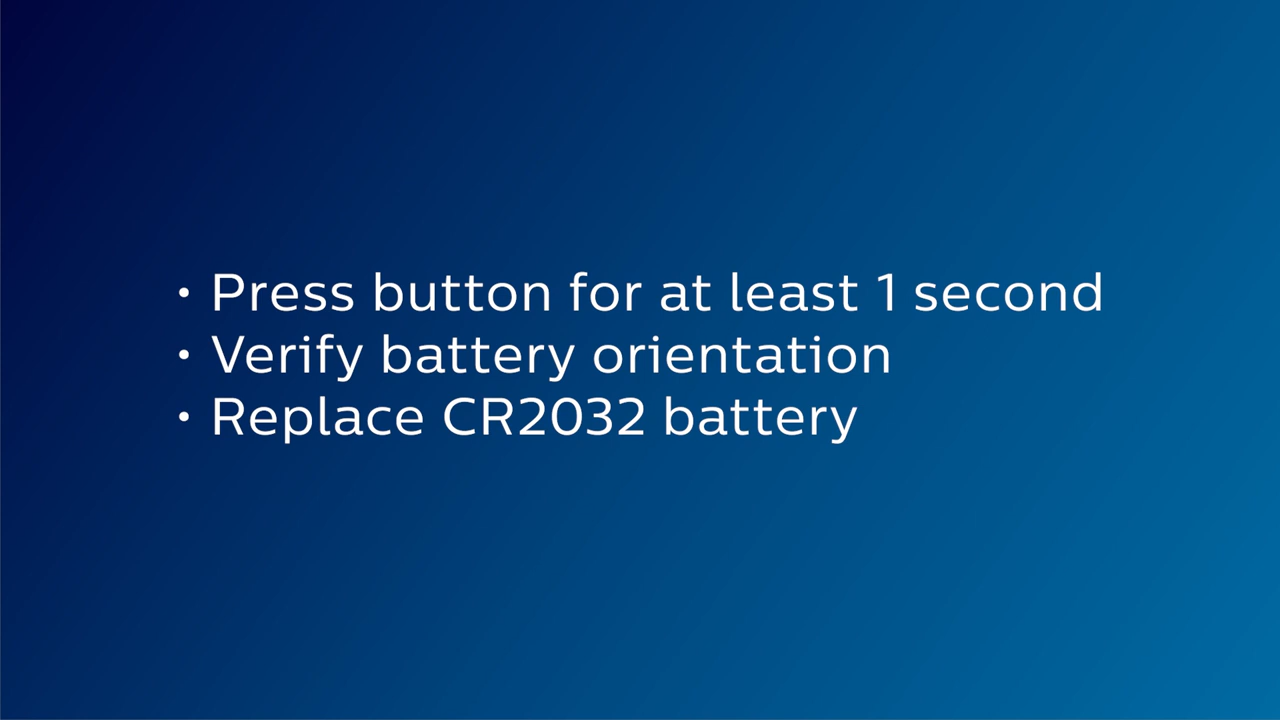 • Press button for at least 1 second
• Verify battery orientation
• Replace CR2032 battery